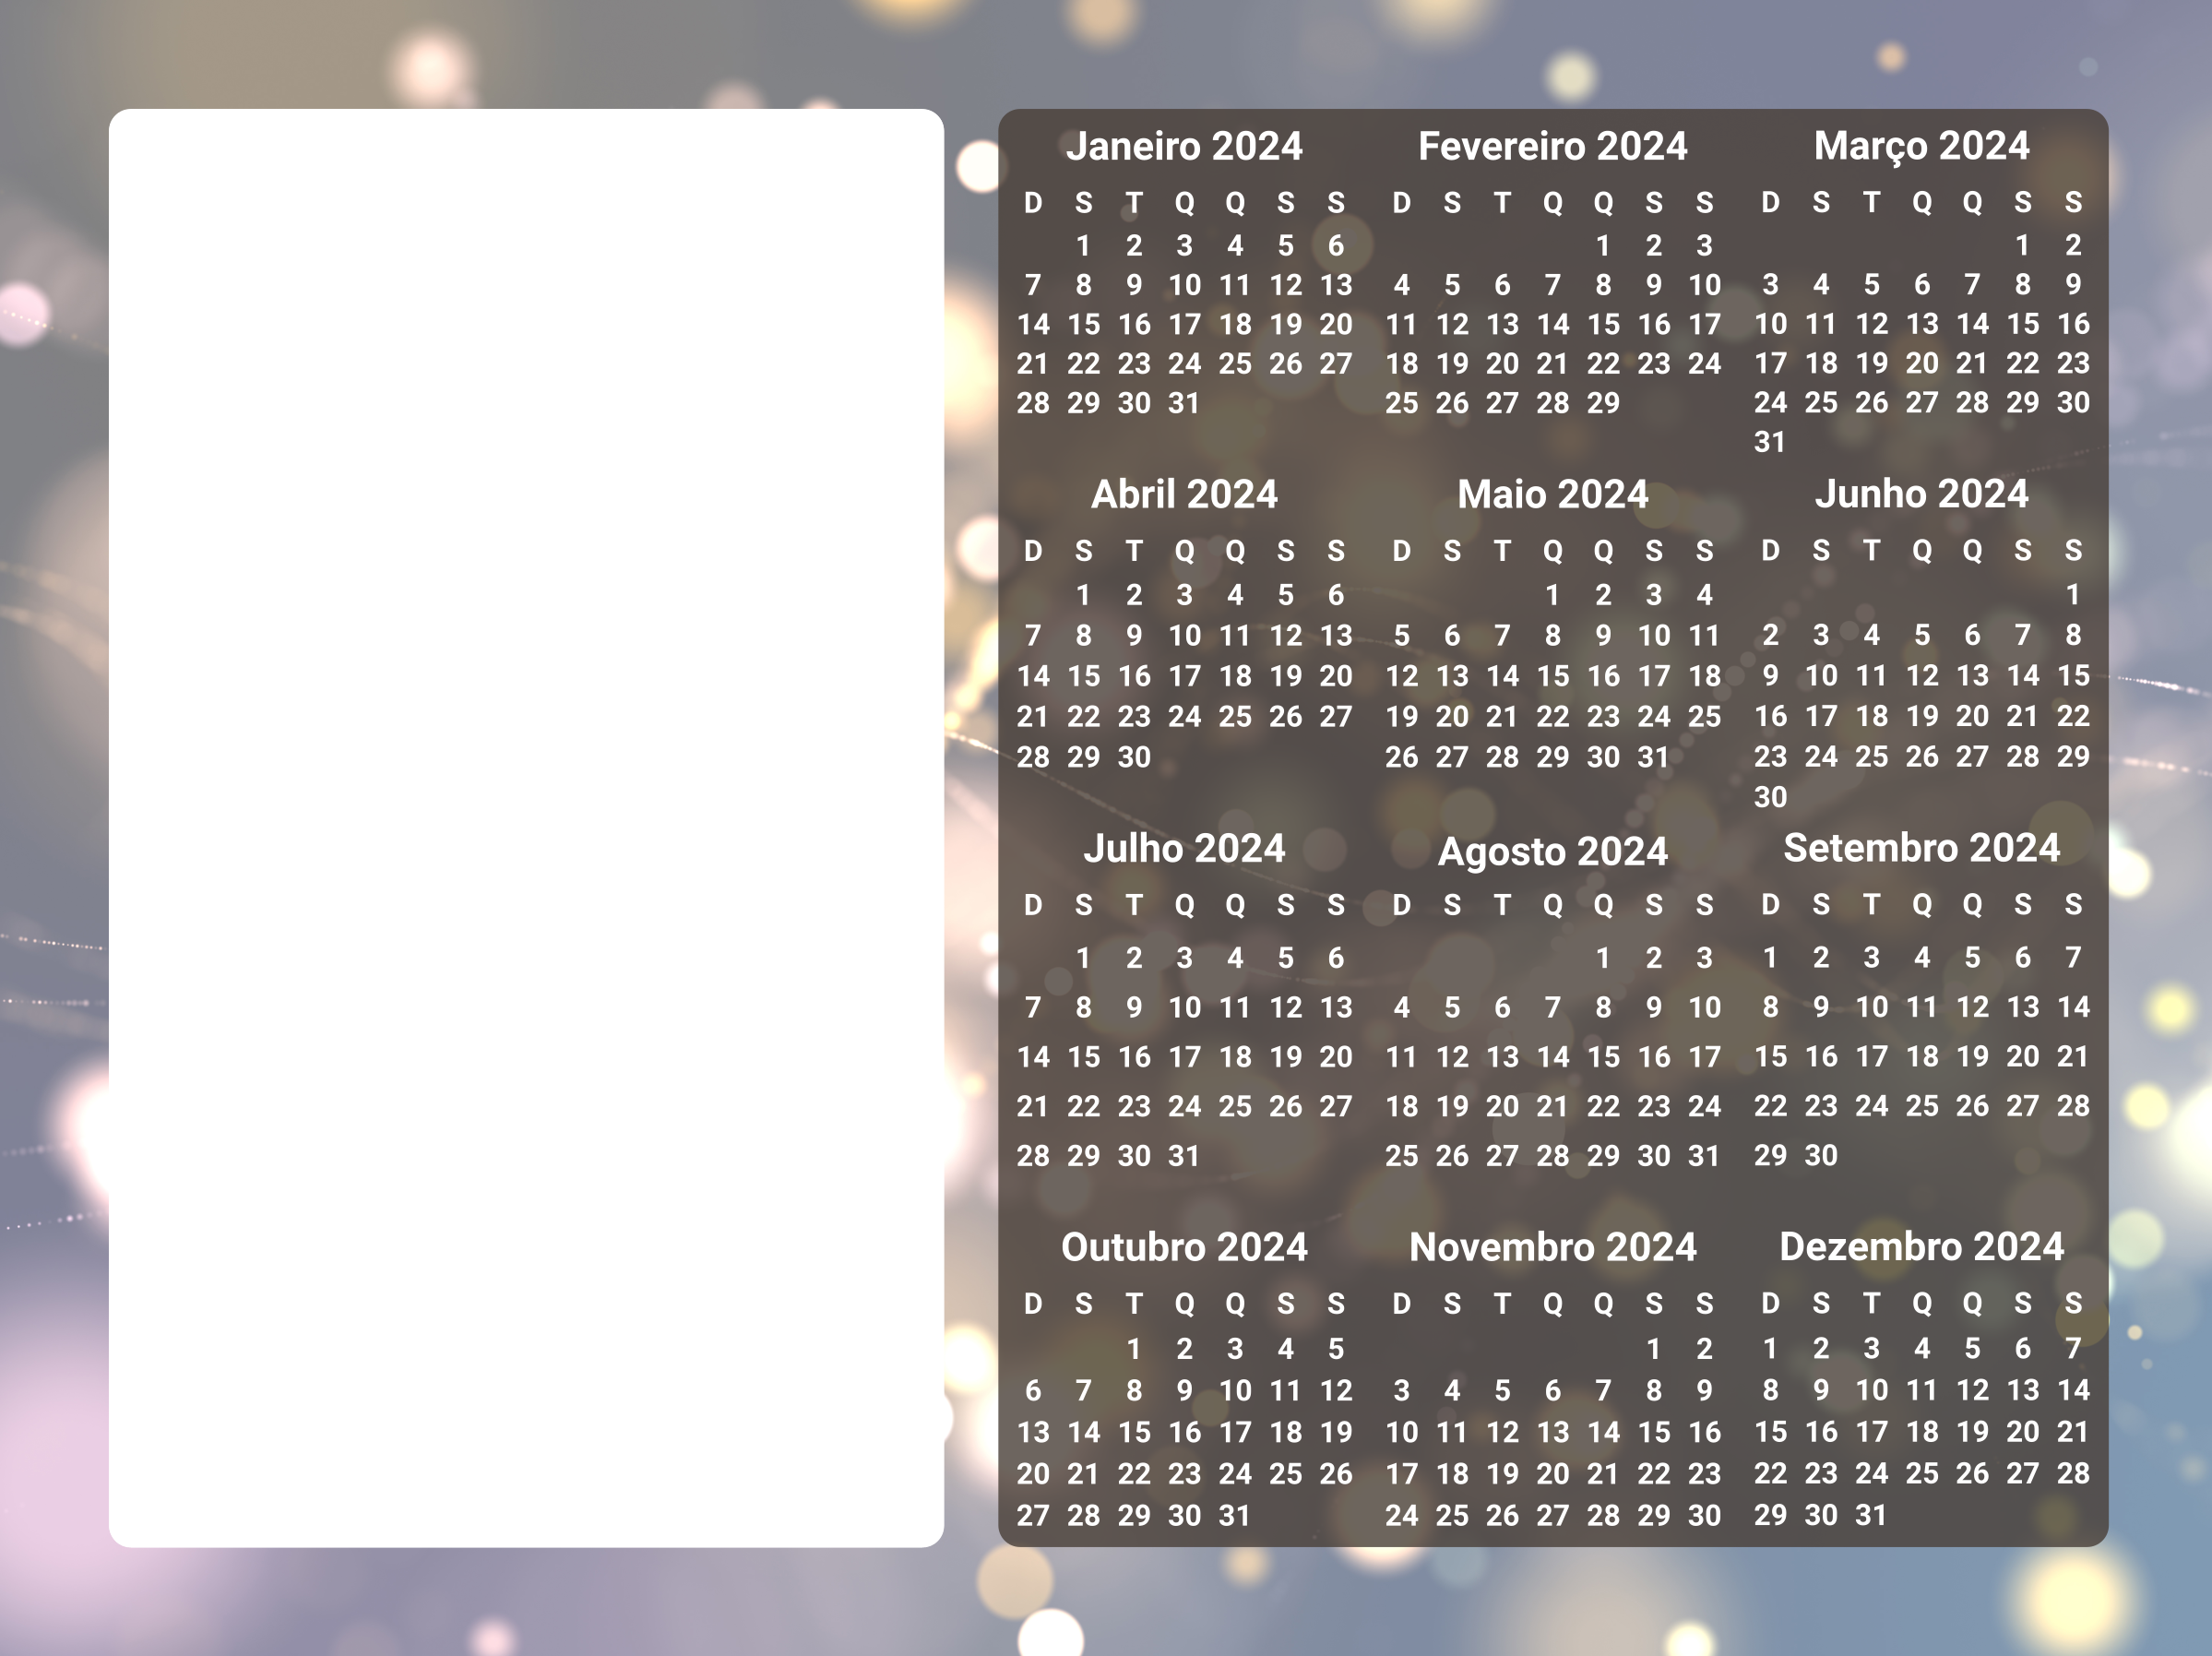 Janeiro 2024
D S T Q Q S S
1 2 3 4 5 6
7 8 9 10 11 12 13
14 15 16 17 18 19 20
21 22 23 24 25 26 27
28 29 30 31
Fevereiro 2024
D S T Q Q S S
1 2 3
4 5 6 7 8 9 10
11 12 13 14 15 16 17
18 19 20 21 22 23 24
25 26 27 28 29
Março 2024
D S T Q Q S S
1 2
3 4 5 6 7 8 9
10 11 12 13 14 15 16
17 18 19 20 21 22 23
24 25 26 27 28 29 30
31
Abril 2024
D S T Q Q S S
1 2 3 4 5 6
7 8 9 10 11 12 13
14 15 16 17 18 19 20
21 22 23 24 25 26 27
28 29 30
Maio 2024
D S T Q Q S S
1 2 3 4
5 6 7 8 9 10 11
12 13 14 15 16 17 18
19 20 21 22 23 24 25
26 27 28 29 30 31
Junho 2024
D S T Q Q S S
1
2 3 4 5 6 7 8
9 10 11 12 13 14 15
16 17 18 19 20 21 22
23 24 25 26 27 28 29
30
Julho 2024
D S T Q Q S S
1 2 3 4 5 6
7 8 9 10 11 12 13
14 15 16 17 18 19 20
21 22 23 24 25 26 27
28 29 30 31
Agosto 2024
D S T Q Q S S
1 2 3
4 5 6 7 8 9 10
11 12 13 14 15 16 17
18 19 20 21 22 23 24
25 26 27 28 29 30 31
Setembro 2024
D S T Q Q S S
1 2 3 4 5 6 7
8 9 10 11 12 13 14
15 16 17 18 19 20 21
22 23 24 25 26 27 28
29 30
Outubro 2024
D S T Q Q S S
1 2 3 4 5
6 7 8 9 10 11 12
13 14 15 16 17 18 19
20 21 22 23 24 25 26
27 28 29 30 31
Novembro 2024
D S T Q Q S S
1 2
3 4 5 6 7 8 9
10 11 12 13 14 15 16
17 18 19 20 21 22 23
24 25 26 27 28 29 30
Dezembro 2024
D S T Q Q S S
1 2 3 4 5 6 7
8 9 10 11 12 13 14
15 16 17 18 19 20 21
22 23 24 25 26 27 28
29 30 31